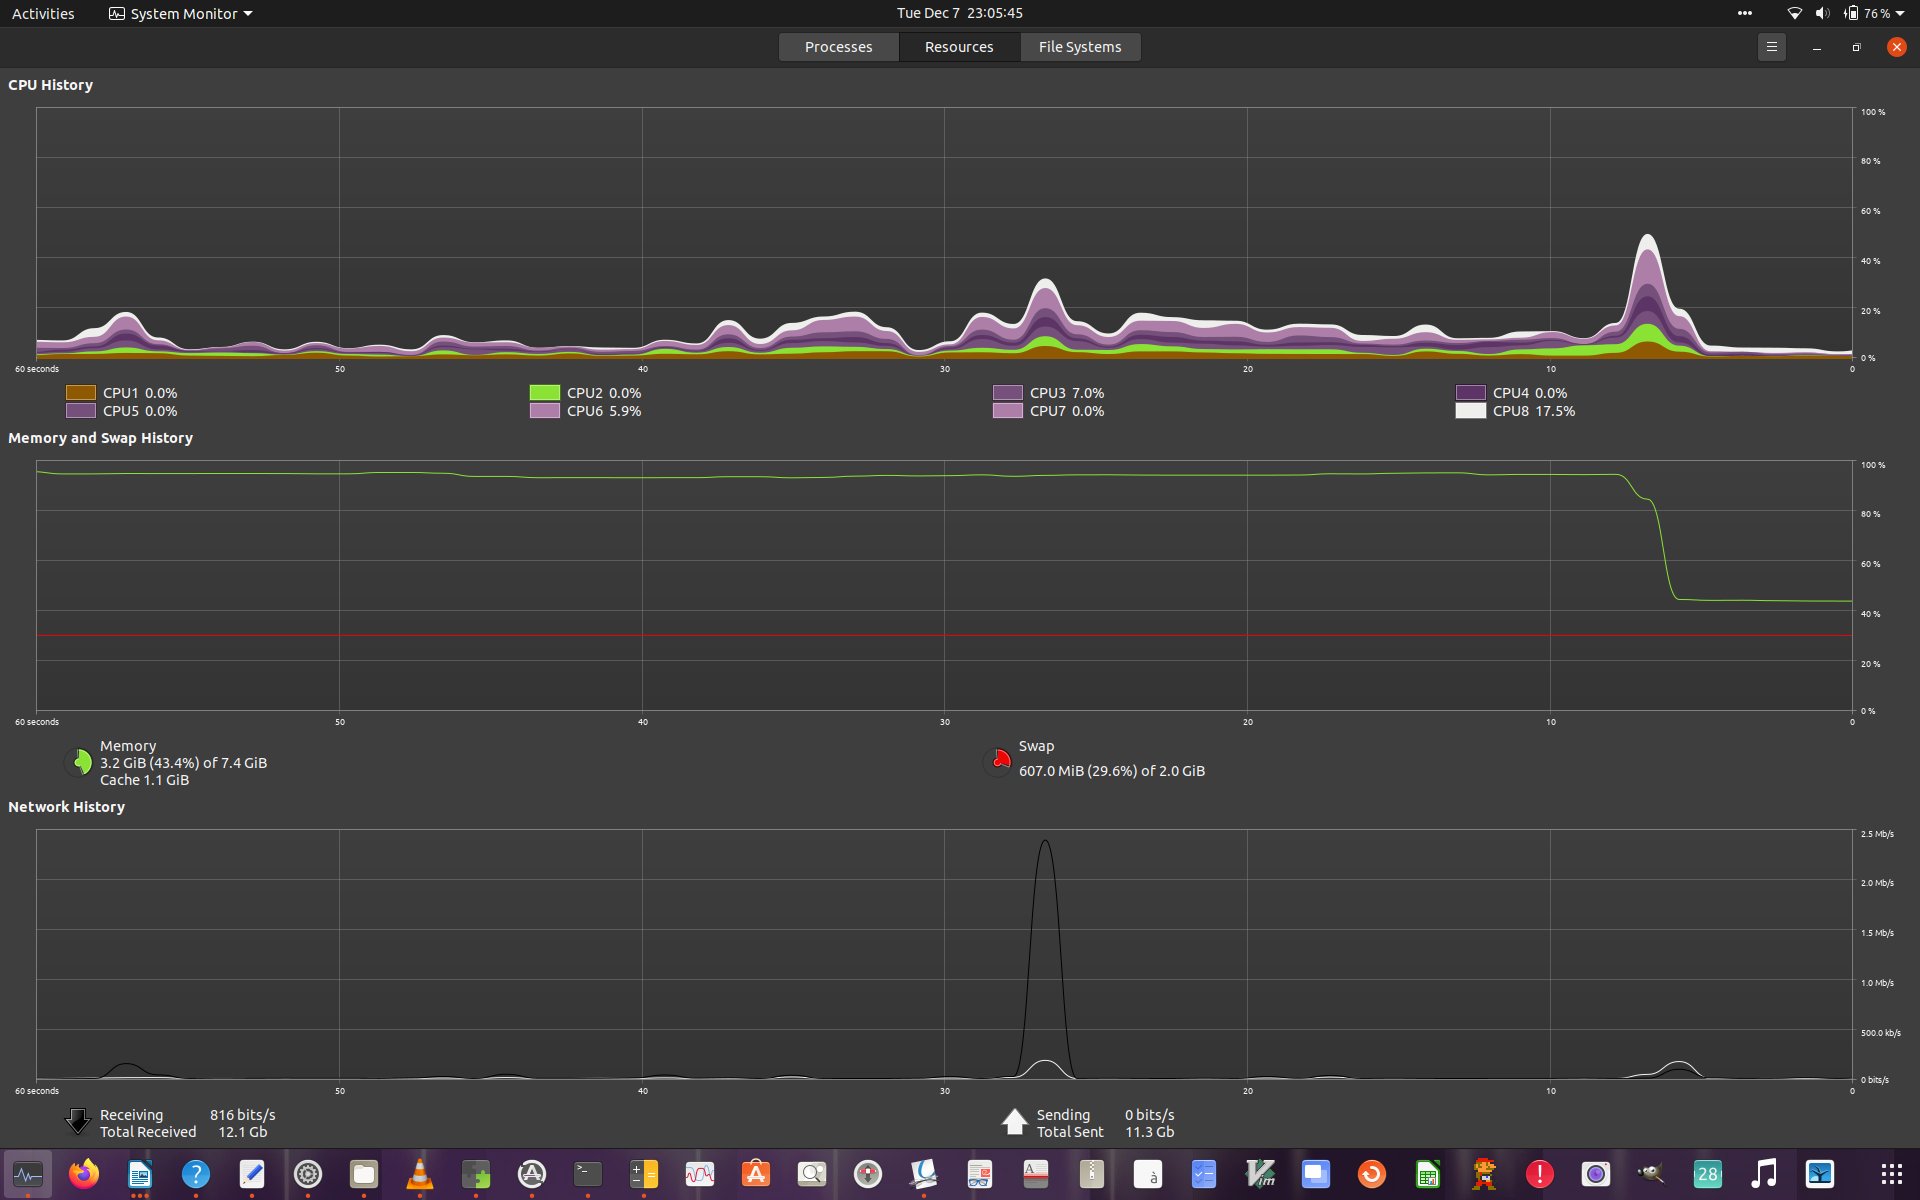 Activities System Monitor Tue Dec 7 23:05:45 76 %
Processes Resources File Systems
CPU History
100 %
80 %
60 %
40 %
20 %
0 %
60 seconds 50 40 30 20 10 0
CPU1 0.0% CPU2 0.0% CPU3 7.0% CPU4 0.0%
CPU5 0.0% CPU6 5.9% CPU7 0.0% CPU8 17.5%
Memory and Swap History
100 %
80 %
60 %
40 %
20 %
0 %
60 seconds 50 40 30 20 10 0
Memory
3.2 GiB (43.4%) of 7.4 GiB
Cache 1.1 GiB
Swap
607.0 MiB (29.6%) of 2.0 GiB
Network History
2.5 Mb/s
2.0 Mb/s
1.5 Mb/s
1.0 Mb/s
500.0 kb/s
0 bits/s
60 seconds 50 40 30 20 10 0
Receiving 816 bits/s
Total Received 12.1 Gb
Sending 0 bits/s
Total Sent 11.3 Gb
? >_ A à Vim ! 28